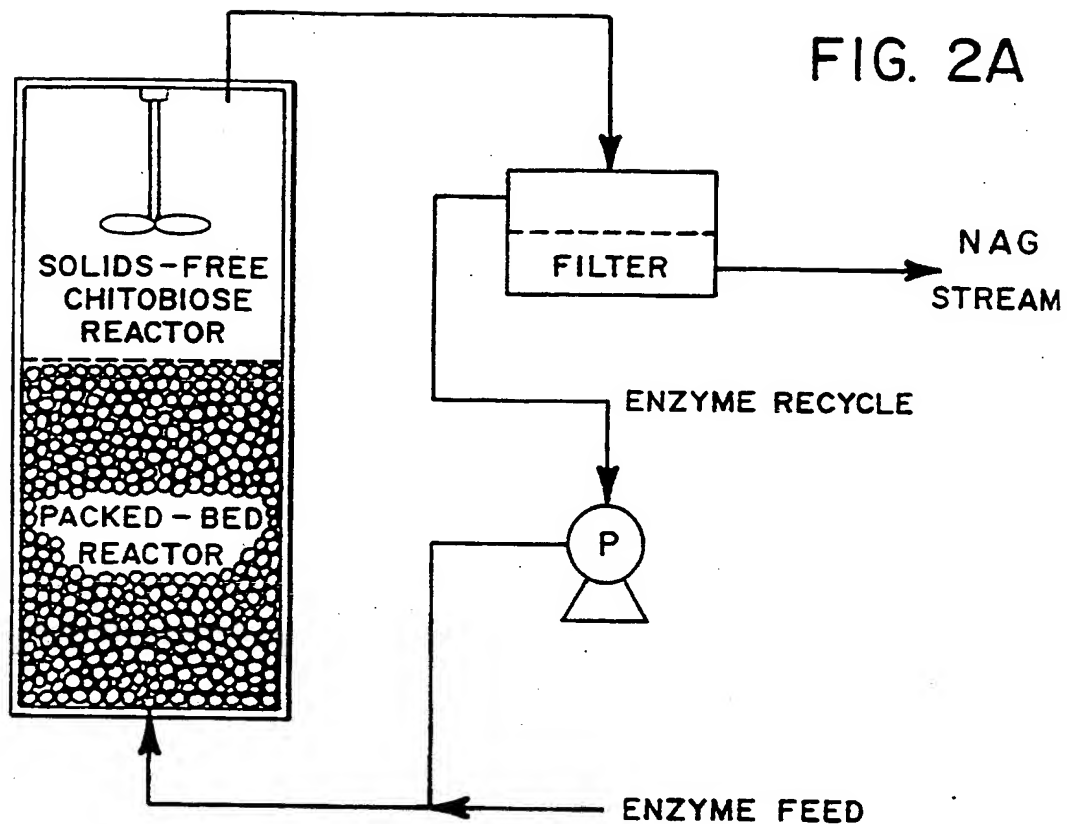 FIG. 2A
SOLIDS-FREE
CHITOBIOSE
REACTOR
FILTER
NAG
STREAM
ENZYME RECYCLE
PACKED-BED
REACTOR
P
ENZYME FEED